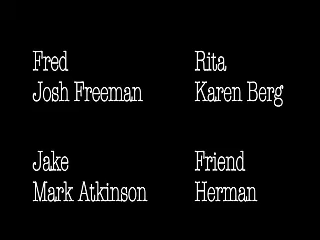 Fred
Josh Freeman
Rita
Karen Berg
Jake
Mark Atkinson
Friend
Herman